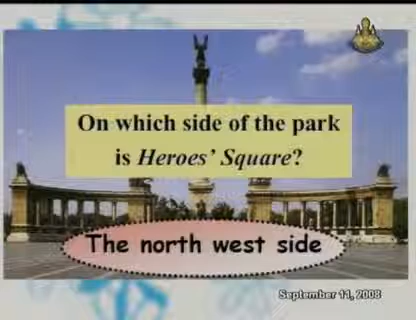 On which side of the park
is Heroes' Square?
The north west side
September 11, 2008